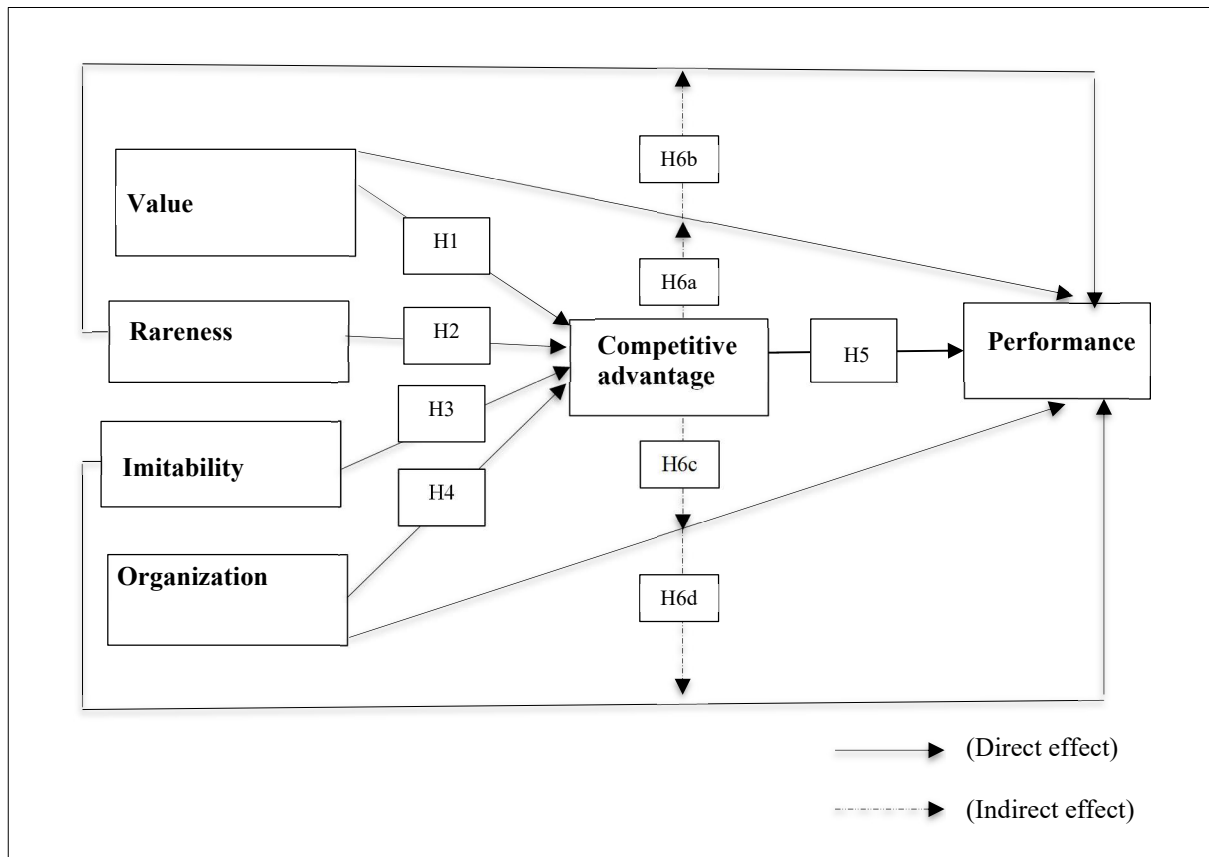 H6b
Value
H1
H6a
Rareness
H2
Competitive
advantage
H5
Performance
H3
Imitability
H6c
H4
Organization
H6d
(Direct effect)
(Indirect effect)